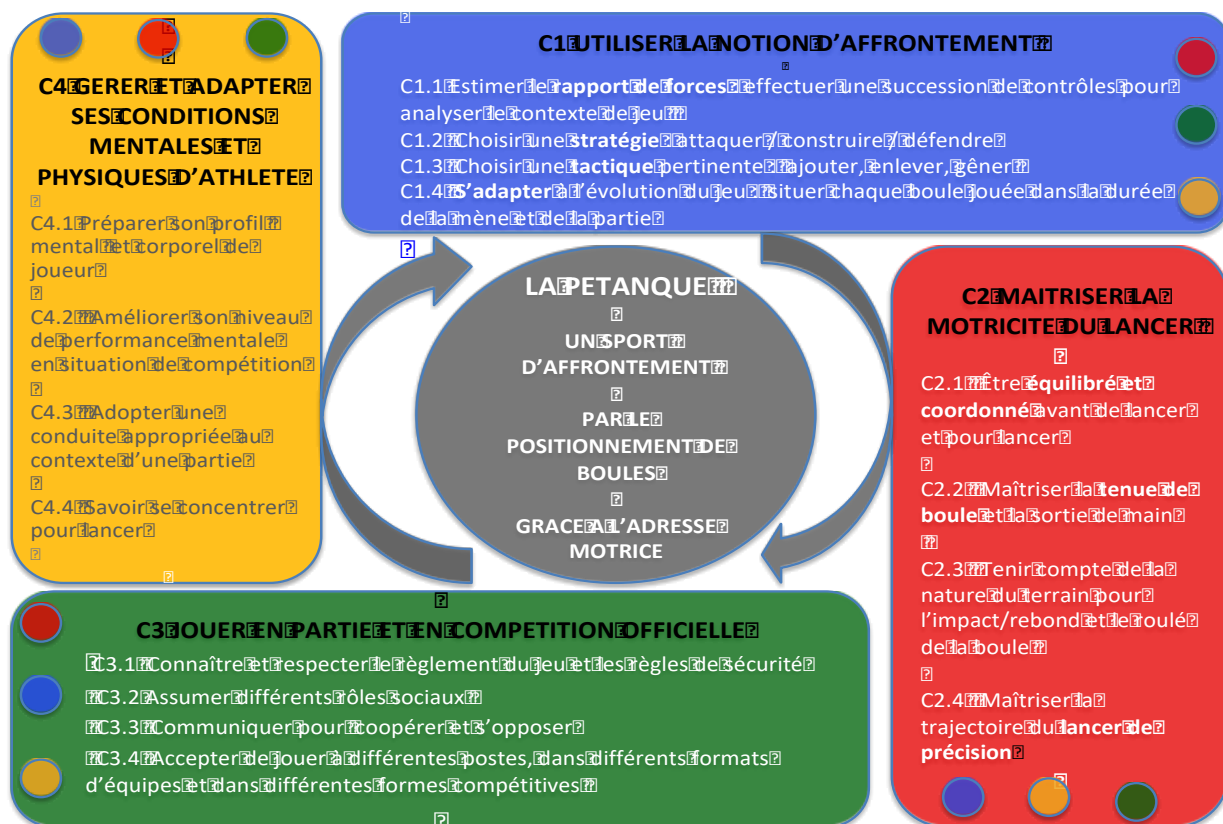 C4 GERER ET ADAPTER
SES CONDITIONS
MENTALES ET
PHYSIQUES D'ATHLETE
C4.1 Préparer son profil
mental et corporel de
joueur
C4.2 Améliorer son niveau
de performance mentale
en situation de compétition
C4.3 Adopter une
conduite appropriée au
contexte d'une partie
C4.4 Savoir se concentrer
pour lancer
C1 UTILISER LA NOTION D'AFFRONTEMENT
C1.1 Estimer le rapport de forces effectuer une succession de contrôles pour
analyser le contexte de jeu
C1.2 Choisir une stratégie attaquer / construire / défendre
C1.3 Choisir une tactique pertinente ajouter, enlever, gêner
C1.4 S'adapter à l'évolution du jeu situer chaque boule jouée dans la durée
de la mène et de la partie
LA PETANQUE
UN SPORT
D'AFFRONTEMENT
PAR LE
POSITIONNEMENT DE
BOULES
GRACE A L'ADRESSE
MOTRICE
C2 MAITRISER LA
MOTRICITE DU LANCER
C2.1 Être équilibré et
coordonné avant de lancer
et pour lancer
C2.2 Maîtriser la tenue de
boule et la sortie de main
C2.3 Tenir compte de la
nature du terrain pour
l'impact/rebond et le roulé
de la boule
C2.4 Maîtriser la
trajectoire du lancer de
précision
C3 JOUER EN PARTIE ET EN COMPETITION OFFICIELLE
C3.1 Connaître et respecter le règlement du jeu et les règles de sécurité
C3.2 Assumer différents rôles sociaux
C3.3 Communiquer pour coopérer et s'opposer
C3.4 Accepter de jouer à différentes postes, dans différents formats
d'équipes et dans différentes formes compétitives